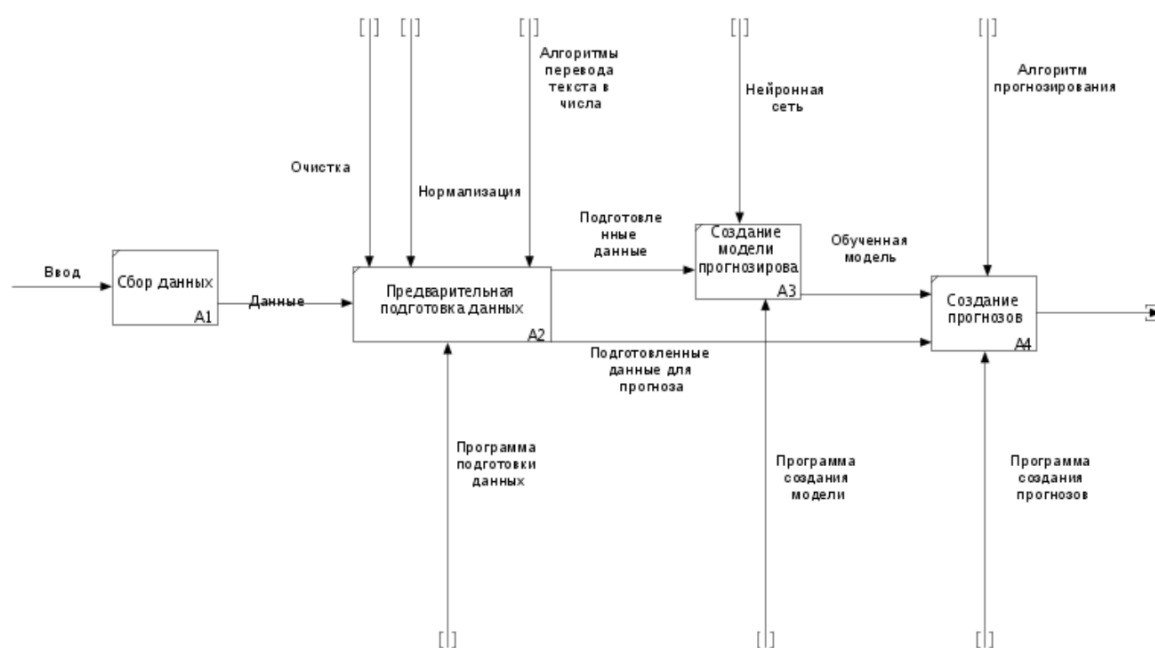 Алгоритмы
перевода
текста в
числа
Нейронная
сеть
Алгоритм
прогнозирования
Очистка
Нормализация
Ввод
Сбор данных
A1
Данные
Предварительная
подготовка данных
A2
Подготовле
нные
данные
Создание
модели
прогнозирова
A3
Обученная
модель
Создание
прогнозов
A4
Подготовленные
данные для
прогноза
Программа
подготовки
данных
Программа
создания
модели
Программа
создания
прогнозов